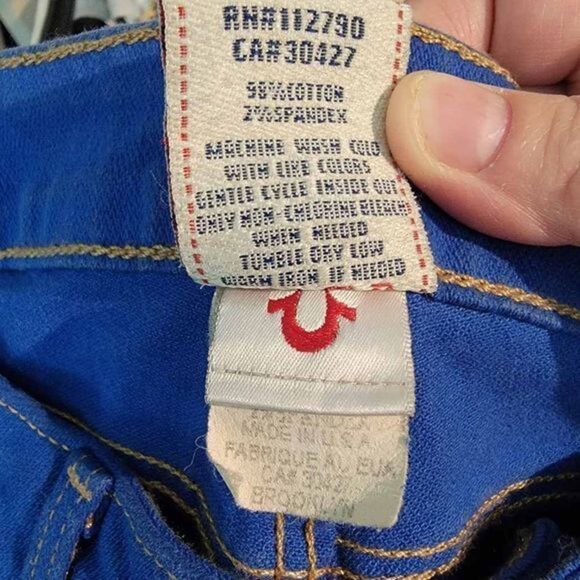 RN#112790
CA#30427
98%COTTON
2%SPANDEX
MACHINE WASH COLD
WITH LIKE COLORS
GENTLE CYCLE INSIDE OUT
ONLY NON-CHLORINE BLEACH
WHEN NEEDED
TUMBLE DRY LOW
WARM IRON IF NEEDED
MADE IN U.S.A
FABRIQUE AU EUA
CA# 30427
BROOKLYN